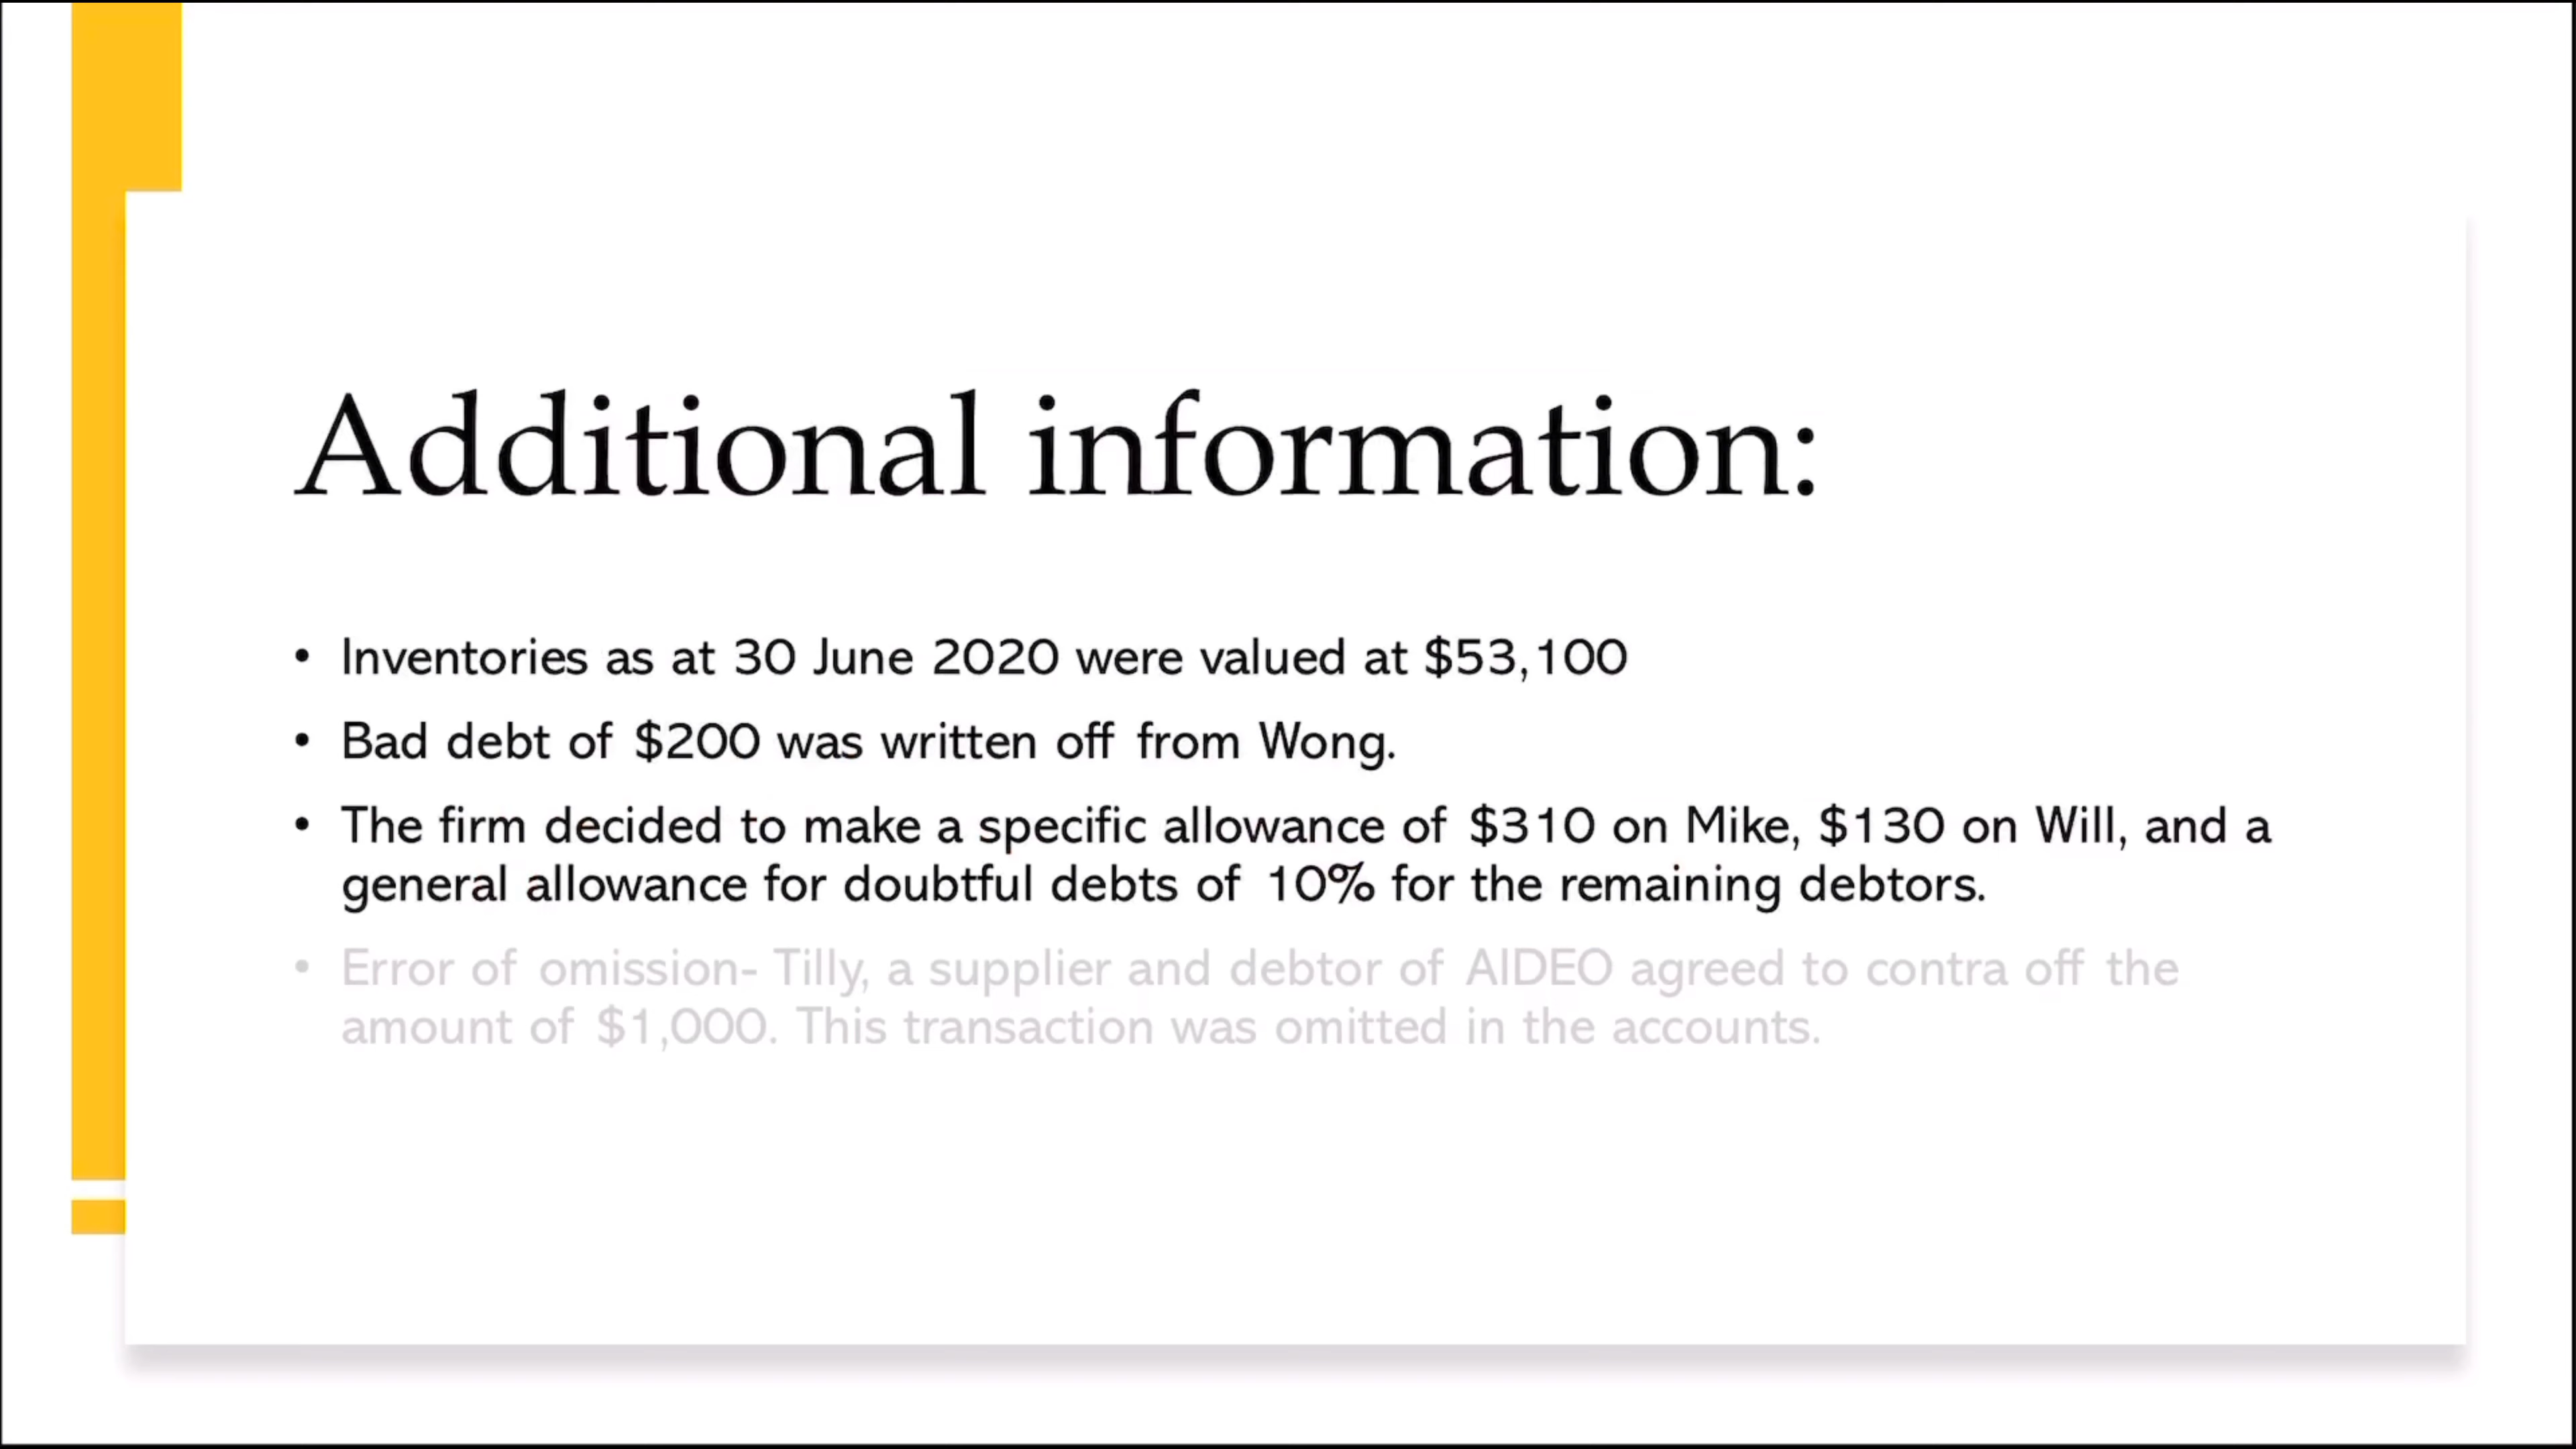 Additional information:
• Inventories as at 30 June 2020 were valued at $53,100
• Bad debt of $200 was written off from Wong.
• The firm decided to make a specific allowance of $310 on Mike, $130 on Will, and a
general allowance for doubtful debts of 10% for the remaining debtors.
• Error of omission- Tilly, a supplier and debtor of AIDEO agreed to contra off the
amount of $1,000. This transaction was omitted in the accounts.